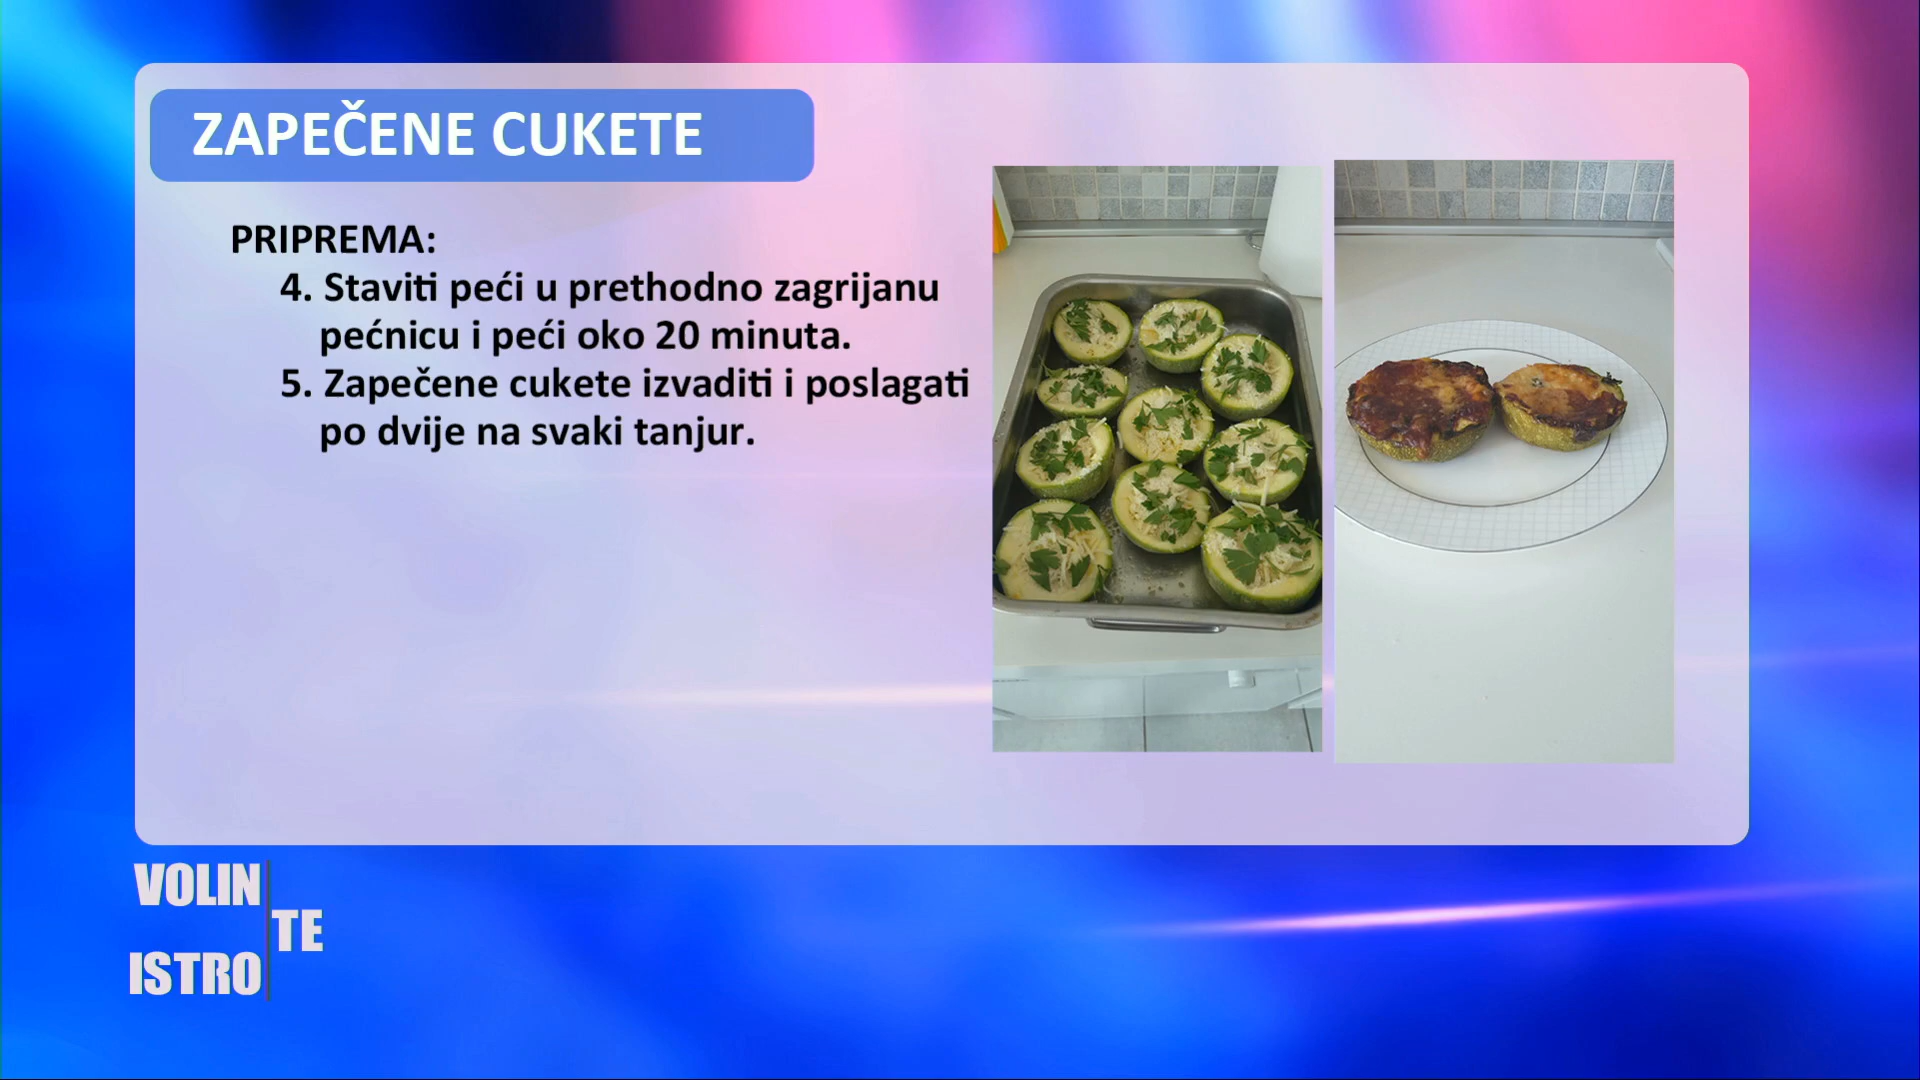 ZAPEČENE CUKETE
PRIPREMA:
4. Staviti peći u prethodno zagrijanu
pećnicu i peći oko 20 minuta.
5. Zapečene cukete izvaditi i poslagati
po dvije na svaki tanjur.
VOLIN
TE
ISTRO